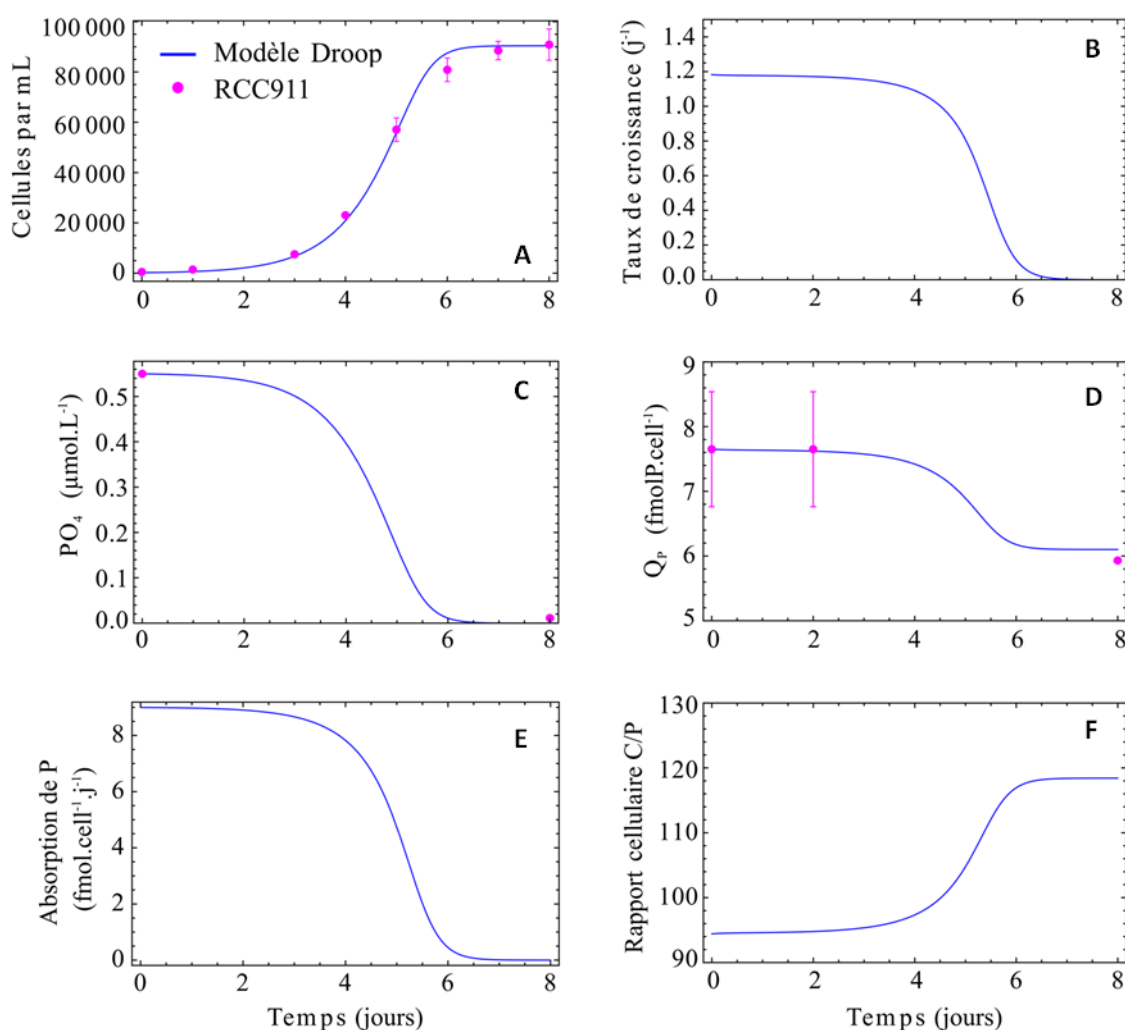 Cellules par mL
100 000
80 000
60 000
40 000
20 000
0
Modèle Droop
RCC911
A
0 2 4 6 8
Taux de croissance (j⁻¹)
1.4
1.2
1.0
0.8
0.6
0.4
0.2
0.0
B
0 2 4 6 8
PO₄ (µmol.L⁻¹)
0.5
0.4
0.3
0.2
0.1
0.0
C
0 2 4 6 8
Qₚ (fmolP.cell⁻¹)
9
8
7
6
5
D
0 2 4 6 8
Absorption de P
(fmol.cell⁻¹.j⁻¹)
8
6
4
2
0
E
0 2 4 6 8
Temps (jours)
Rapport cellulaire C/P
130
120
110
100
90
F
0 2 4 6 8
Temps (jours)